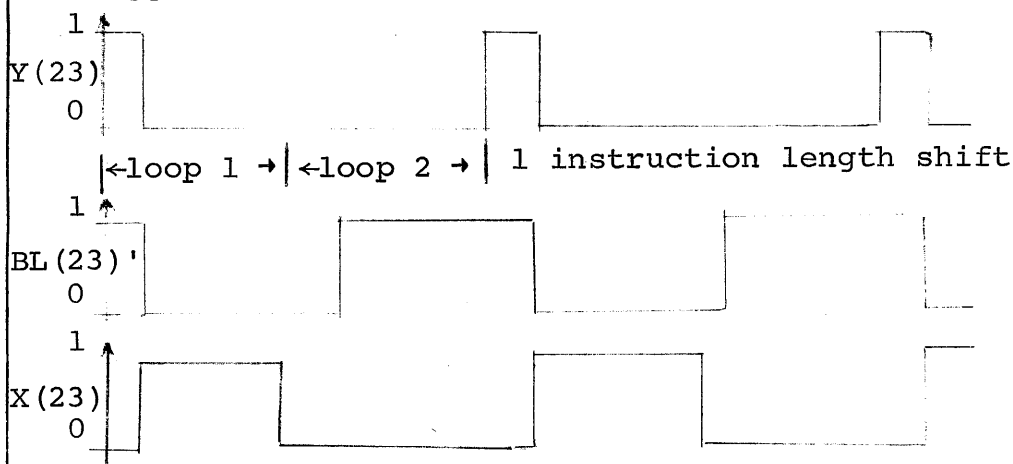 1
Y(23)
0
|←loop 1 →| ←loop 2 → | 1 instruction length shift
1
BL(23)'
0
1
X(23)
0